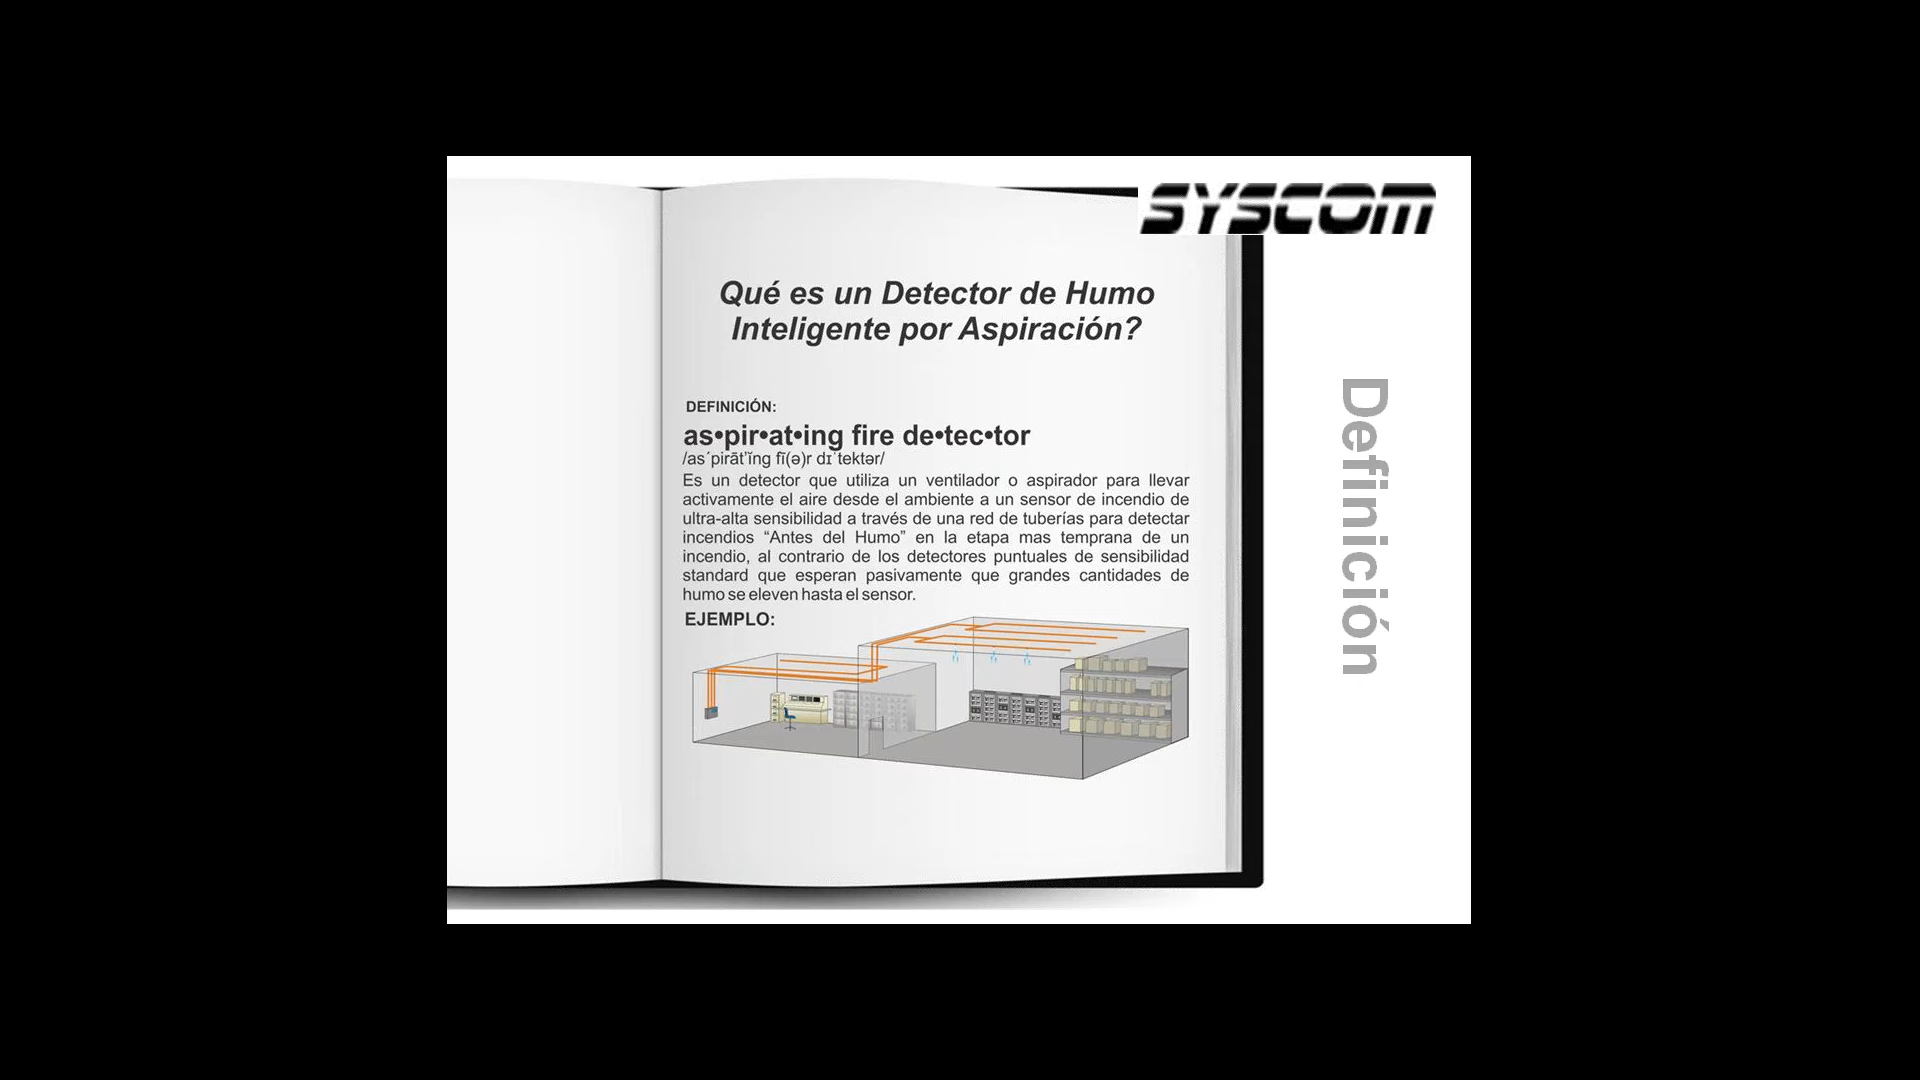 SYSCOM
Qué es un Detector de Humo
Inteligente por Aspiración?
DEFINICIÓN:
as•pir•at•ing fire de•tec•tor
/as´pirāt’ĭng fī(ə)r dɪˈtektər/
Es un detector que utiliza un ventilador o aspirador para llevar
activamente el aire desde el ambiente a un sensor de incendio de
ultra-alta sensibilidad a través de una red de tuberías para detectar
incendios “Antes del Humo” en la etapa mas temprana de un
incendio, al contrario de los detectores puntuales de sensibilidad
standard que esperan pasivamente que grandes cantidades de
humo se eleven hasta el sensor.
EJEMPLO:
Definición